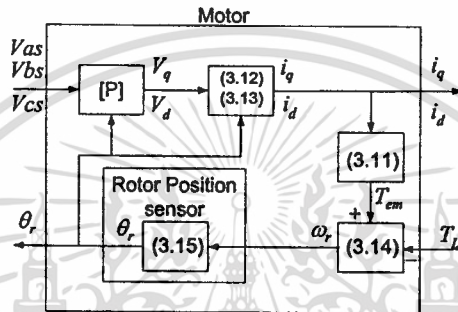 Motor
Vas
Vbs
Vcs
[P]
Vq
Vd
(3.12)
(3.13)
iq
id
iq
id
(3.11)
Tem
+
Rotor Position
sensor
θr
θr
(3.15)
ωr
(3.14)
TL
−